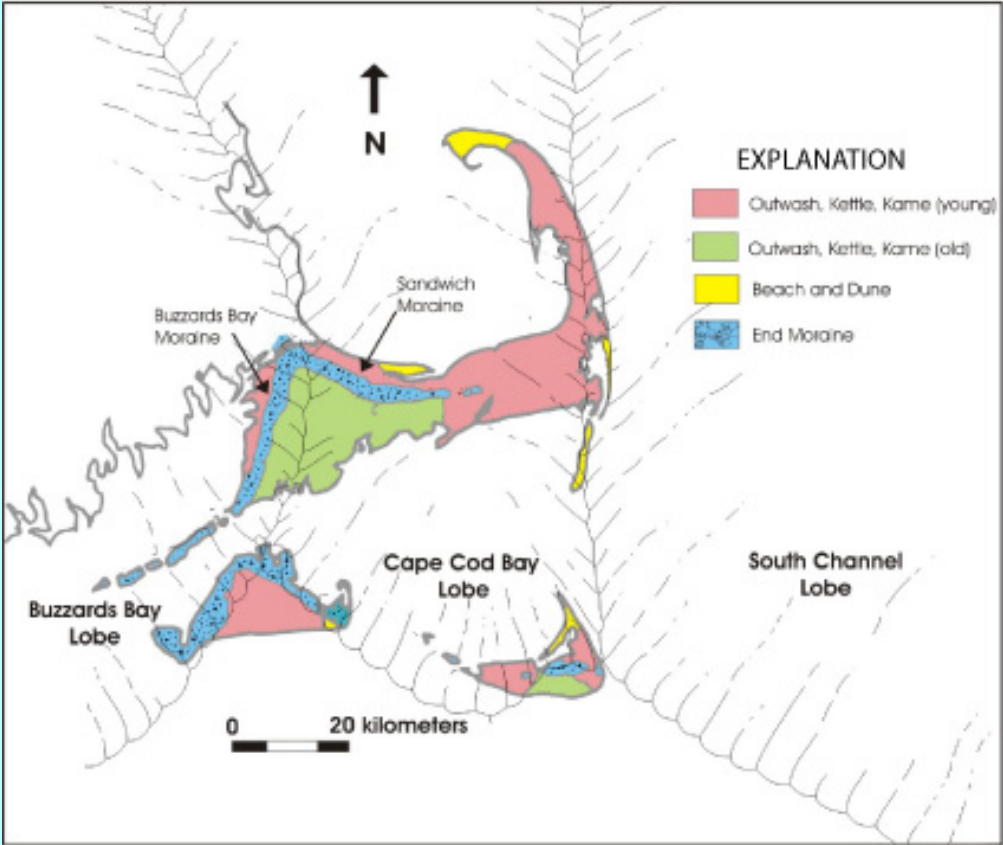 N
EXPLANATION
Outwash, Kettle, Kame (young)
Outwash, Kettle, Kame (old)
Beach and Dune
End Moraine
Sandwich
Moraine
Buzzards Bay
Moraine
Cape Cod Bay
Lobe
South Channel
Lobe
Buzzards Bay
Lobe
0 20 kilometers